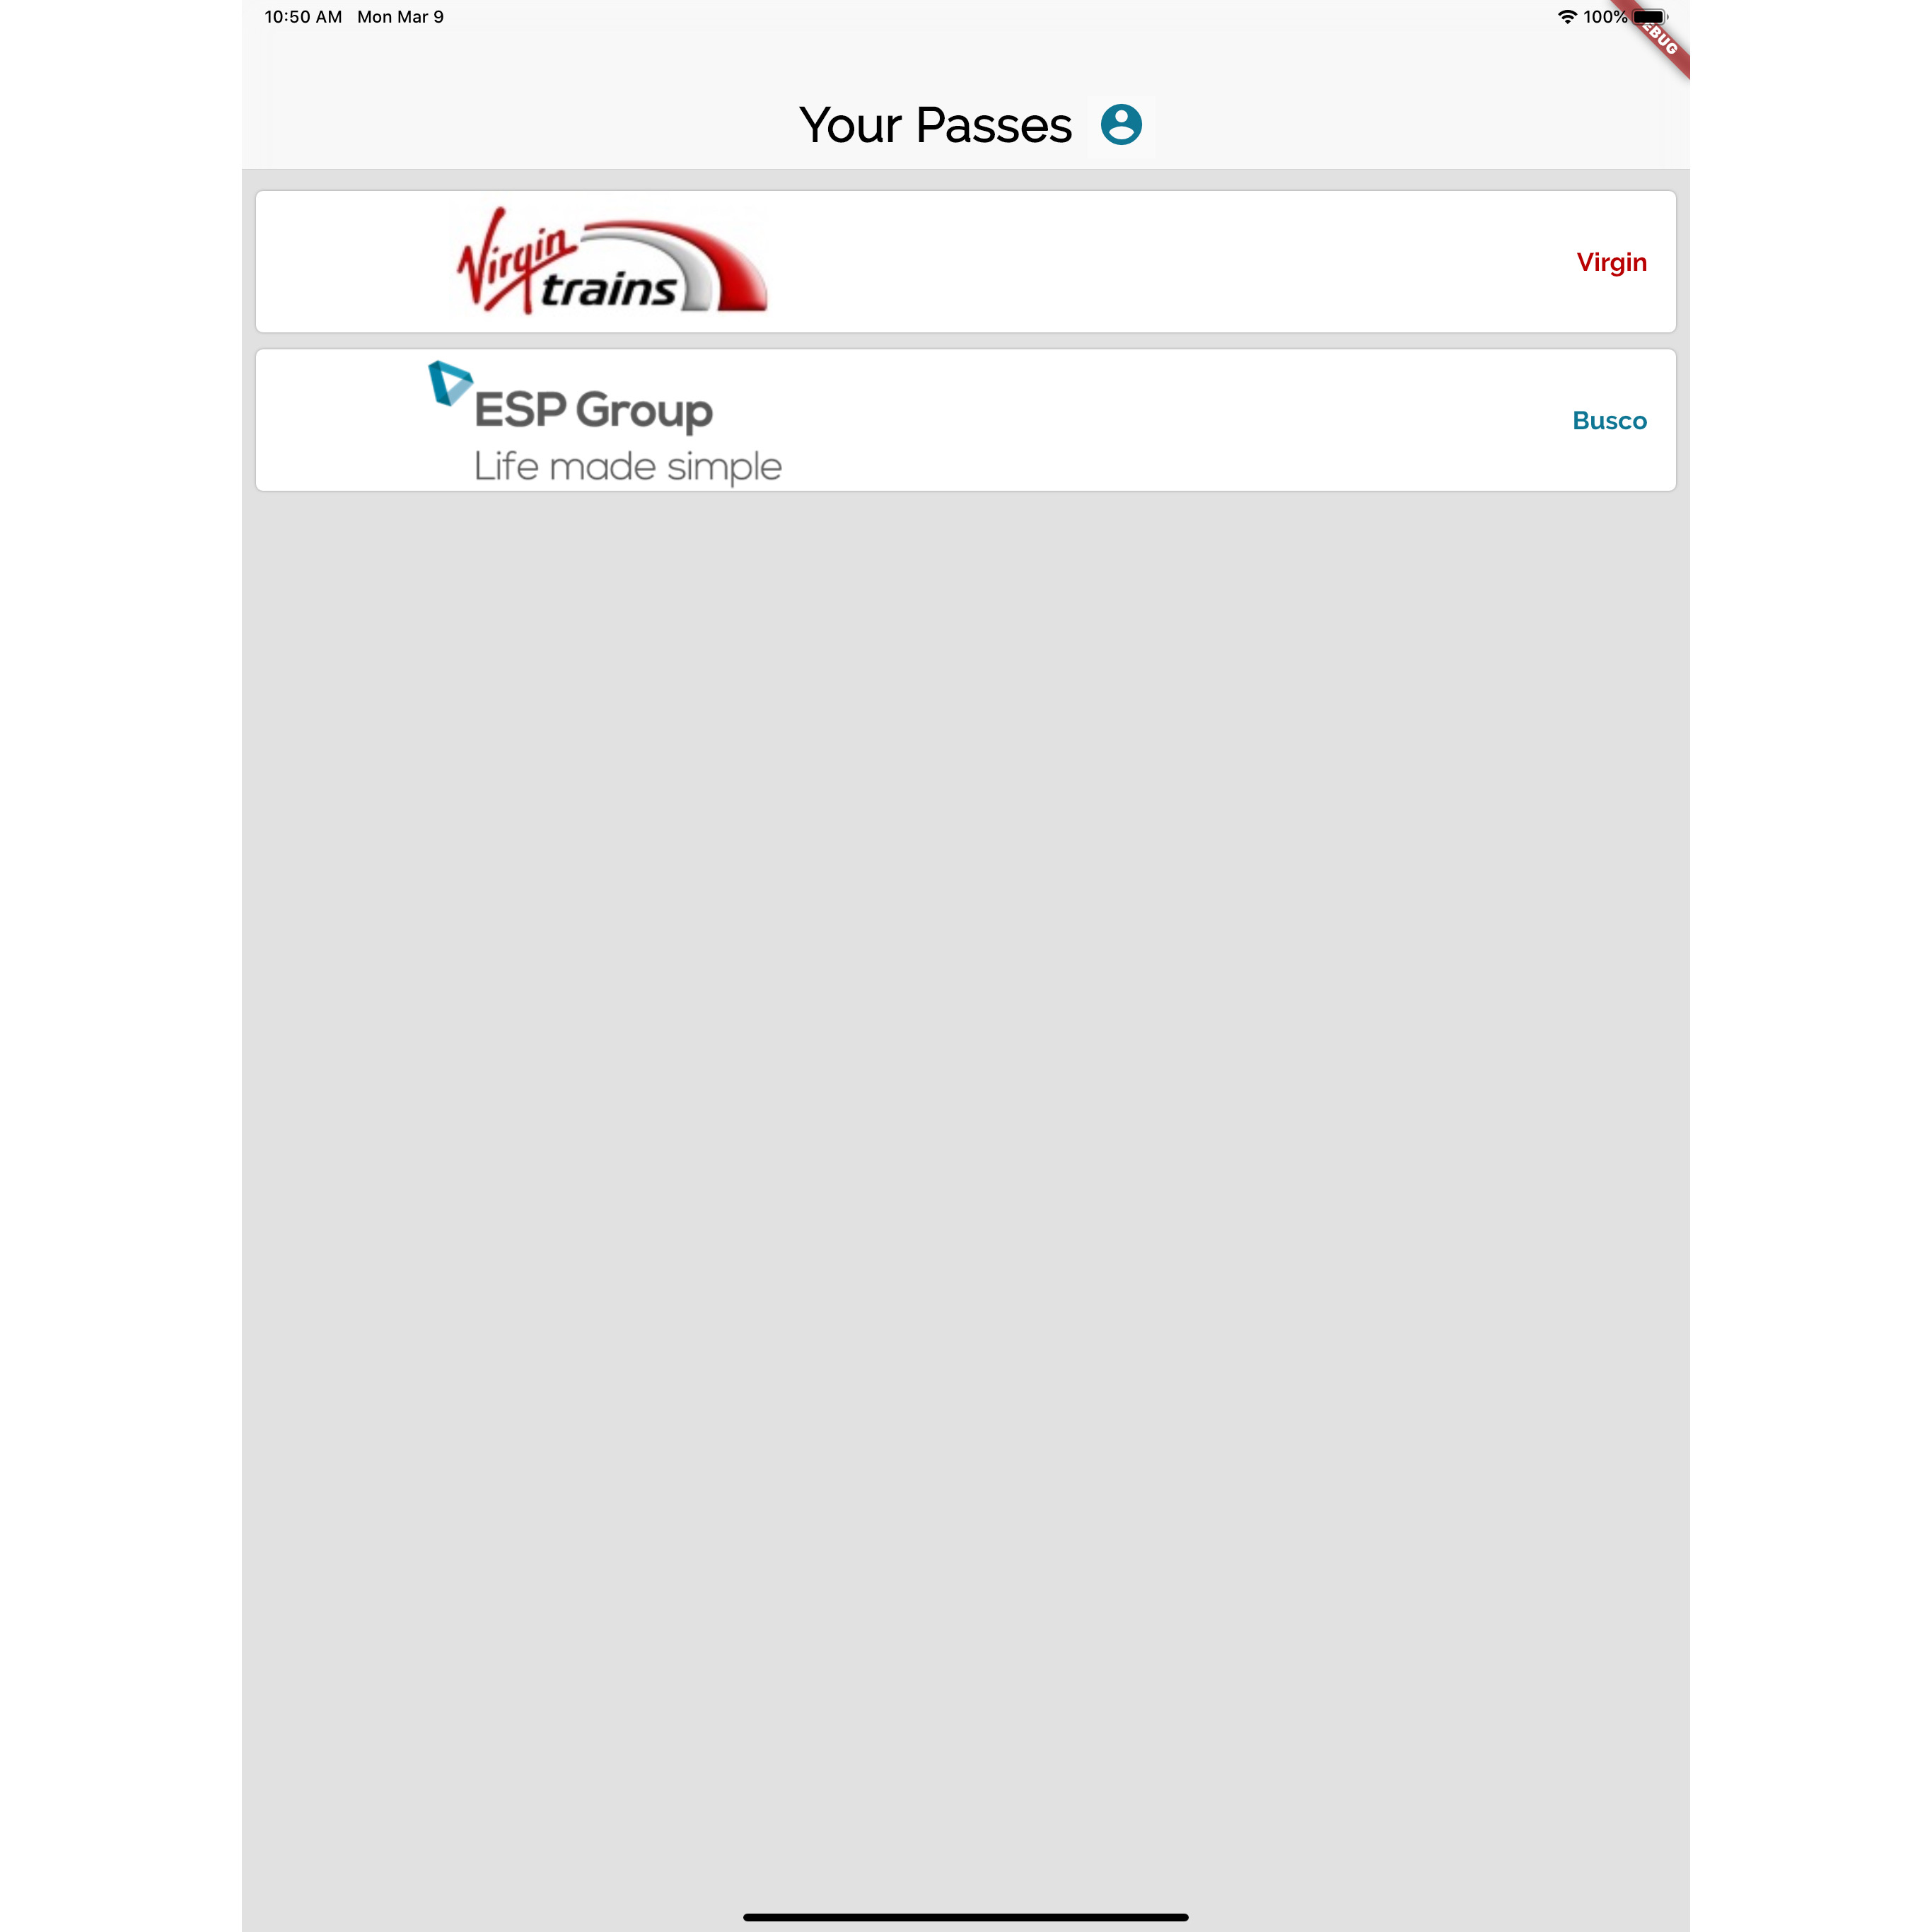 10:50 AM Mon Mar 9
100%
EBUG
Your Passes
Virgin
trains
Virgin
ESP Group
Life made simple
Busco